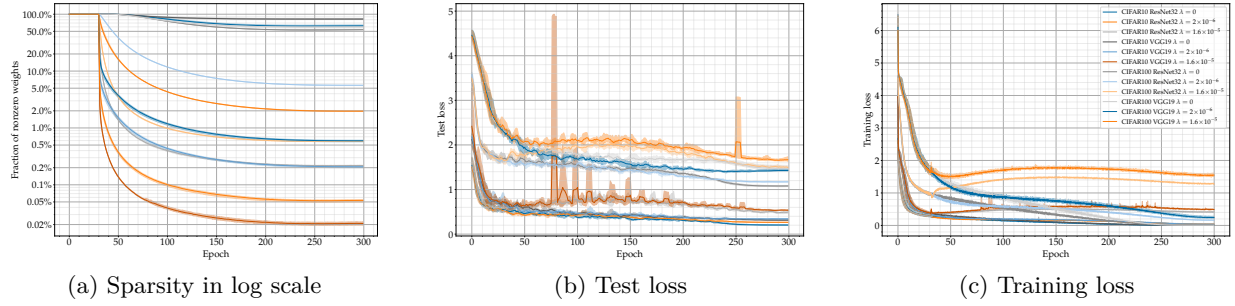 100.0%
50.0%
20.0%
10.0%
5.0%
2.0%
1.0%
0.5%
0.2%
0.1%
0.05%
0.02%
Fraction of nonzero weights
0 50 100 150 200 250 300
Epoch
(a) Sparsity in log scale
5
4
3
2
1
0
Test loss
0 50 100 150 200 250 300
Epoch
(b) Test loss
6
5
4
3
2
1
0
Training loss
CIFAR10 ResNet32 λ = 0
CIFAR10 ResNet32 λ = 2×10⁻⁶
CIFAR10 ResNet32 λ = 1.6×10⁻⁵
CIFAR10 VGG19 λ = 0
CIFAR10 VGG19 λ = 2×10⁻⁶
CIFAR10 VGG19 λ = 1.6×10⁻⁵
CIFAR100 ResNet32 λ = 0
CIFAR100 ResNet32 λ = 2×10⁻⁶
CIFAR100 ResNet32 λ = 1.6×10⁻⁵
CIFAR100 VGG19 λ = 0
CIFAR100 VGG19 λ = 2×10⁻⁶
CIFAR100 VGG19 λ = 1.6×10⁻⁵
0 50 100 150 200 250 300
Epoch
(c) Training loss